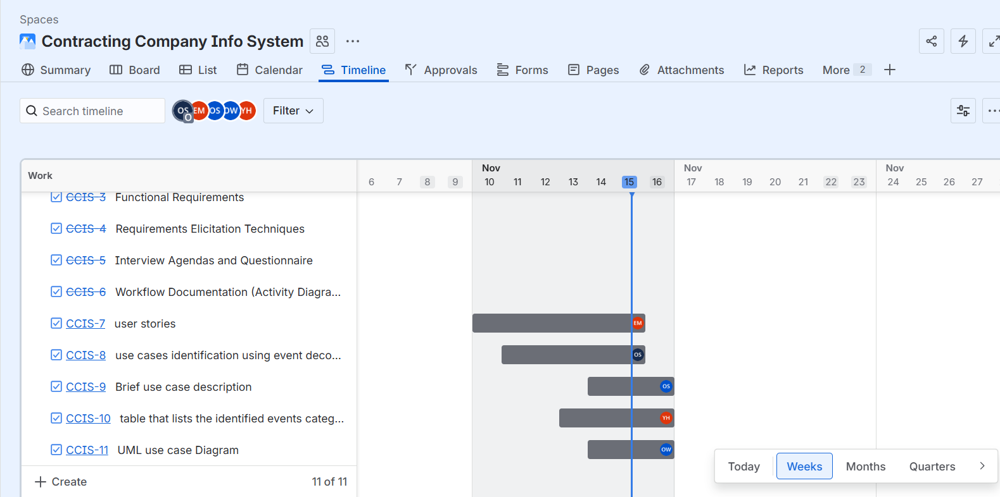 Spaces
Contracting Company Info System
Summary Board List Calendar Timeline Approvals Forms Pages Attachments Reports More 2
Search timeline OS O EM OS OW YH Filter
Work
Nov Nov Nov
6 7 8 9 10 11 12 13 14 15 16 17 18 19 20 21 22 23 24 25 26 27
CCIS-3 Functional Requirements
CCIS-4 Requirements Elicitation Techniques
CCIS-5 Interview Agendas and Questionnaire
CCIS-6 Workflow Documentation (Activity Diagra...
CCIS-7 user stories EM
CCIS-8 use cases identification using event deco... OS
CCIS-9 Brief use case description OS
CCIS-10 table that lists the identified events categ... YH
CCIS-11 UML use case Diagram OW
Today Weeks Months Quarters
Create 11 of 11